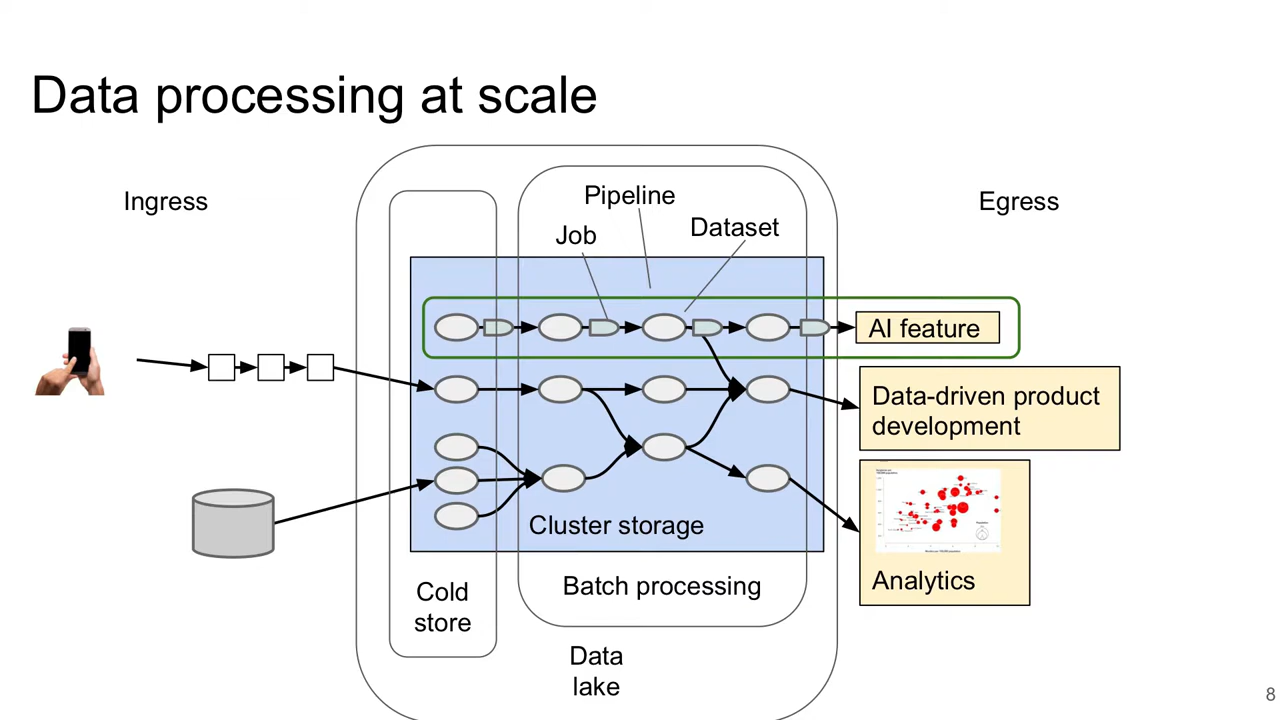 Data processing at scale
Ingress
Pipeline
Egress
Job
Dataset
AI feature
Data-driven product
development
Cluster storage
Analytics
Batch processing
Cold
store
Data
lake
8